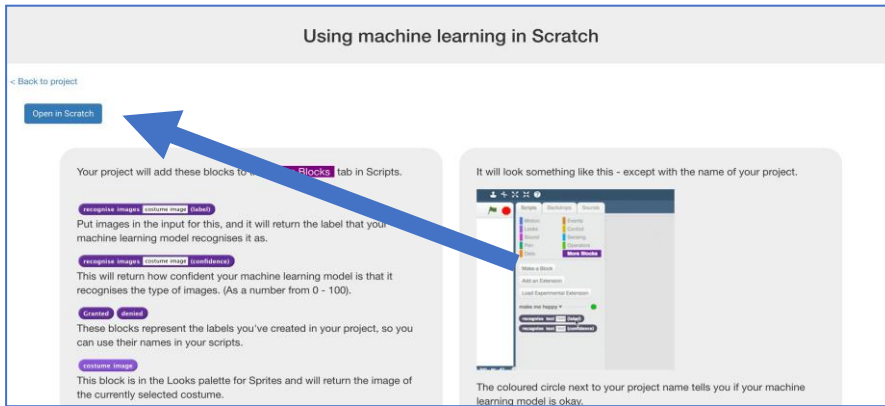 Using machine learning in Scratch
< Back to project
Open in Scratch
Your project will add these blocks to Blocks tab in Scripts.
recognise images costume image (label)
Put images in the input for this, and it will return the label that your
machine learning model recognises it as.
recognise images costume image (confidence)
This will return how confident your machine learning model is that it
recognises the type of images. (As a number from 0 - 100).
Granted denied
These blocks represent the labels you've created in your project, so you
can use their names in your scripts.
costume image
This block is in the Looks palette for Sprites and will return the image of
the currently selected costume.
It will look something like this - except with the name of your project.
Scripts Backdrops Sounds
Motion Events
Looks Control
Sound Sensing
Pen Operators
Data More Blocks
Make a Block
Add an Extension
Load Experimental Extension
make me happy
recognise text text (label)
recognise text text (confidence)
The coloured circle next to your project name tells you if your machine
learning model is okay.